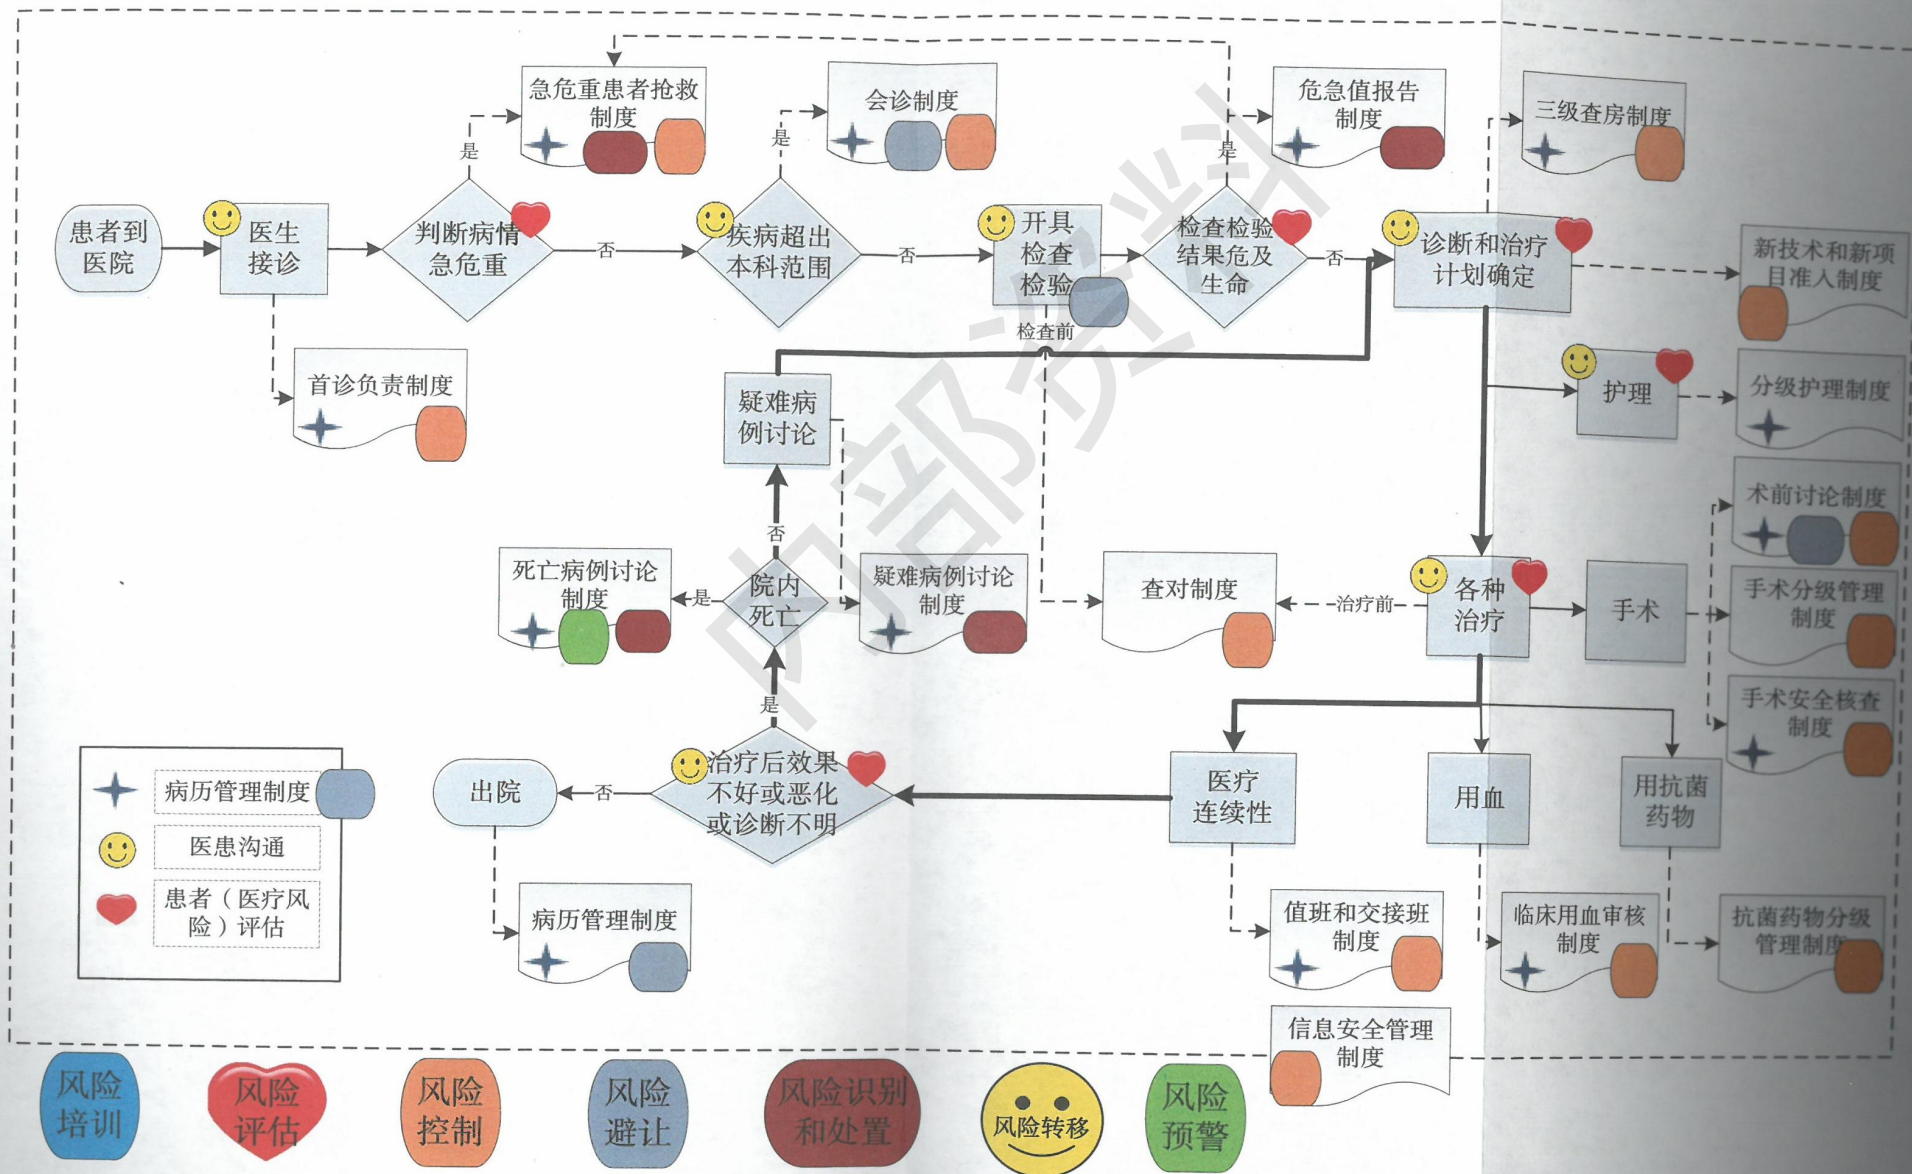 急危重患者抢救
制度
会诊制度
危急值报告
制度
三级查房制度
是
是
是
患者到
医院
医生
接诊
判断病情
急危重
否
疾病超出
本科范围
否
开具
检查
检验
检查检验
结果危及
生命
否
诊断和治疗
计划确定
新技术和新项
目准入制度
检查前
首诊负责制度
疑难病
例讨论
护理
分级护理制度
否
术前讨论制度
死亡病例讨论
制度
是
院内
死亡
疑难病例讨论
制度
查对制度
治疗前
各种
治疗
手术
手术分级管理
制度
是
手术安全核查
制度
病历管理制度
医患沟通
患者（医疗风
险）评估
出院
否
治疗后效果
不好或恶化
或诊断不明
医疗
连续性
用血
用抗菌
药物
病历管理制度
值班和交接班
制度
临床用血审核
制度
抗菌药物分级
管理制度
信息安全管理
制度
风险
培训
风险
评估
风险
控制
风险
避让
风险识别
和处置
风险转移
风险
预警
内部资料